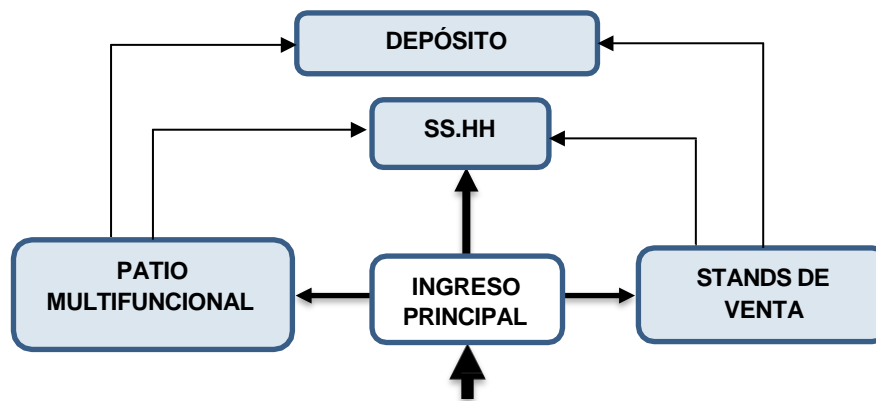 DEPÓSITO
SS.HH
PATIO
MULTIFUNCIONAL
INGRESO
PRINCIPAL
STANDS DE
VENTA